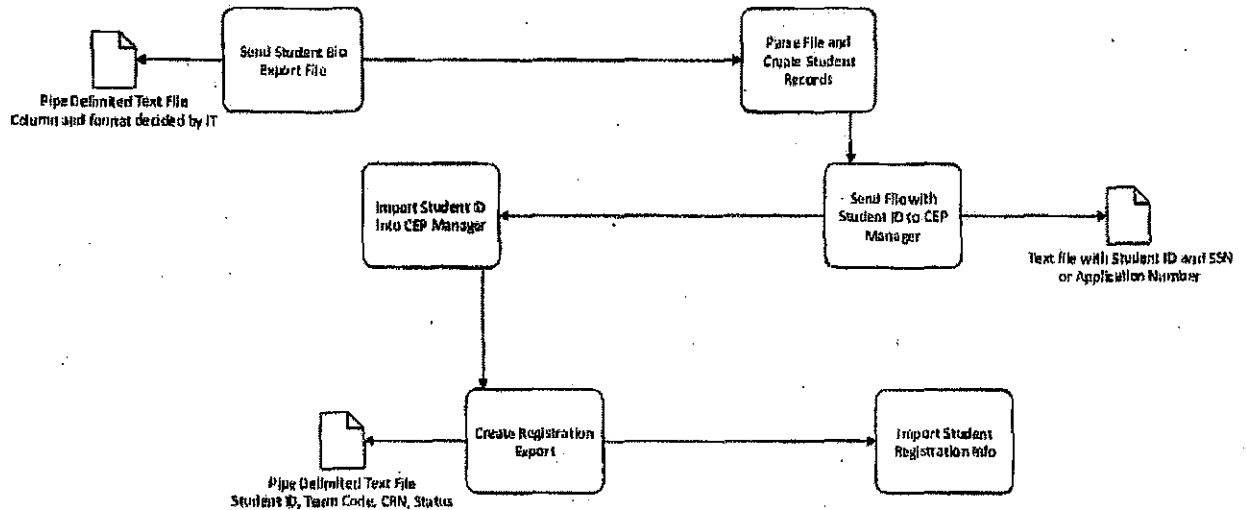 Send Student Bio
Export File
Parse File and
Create Student
Records
Pipe Delimited Text File
Column and format decided by IT
Import Student ID
Into CEP Manager
Send File with
Student ID to CEP
Manager
Text file with Student ID and SSN
or Application Number
Create Registration
Export
Import Student
Registration Info
Pipe Delimited Text File
Student ID, Term Code, CRN, Status